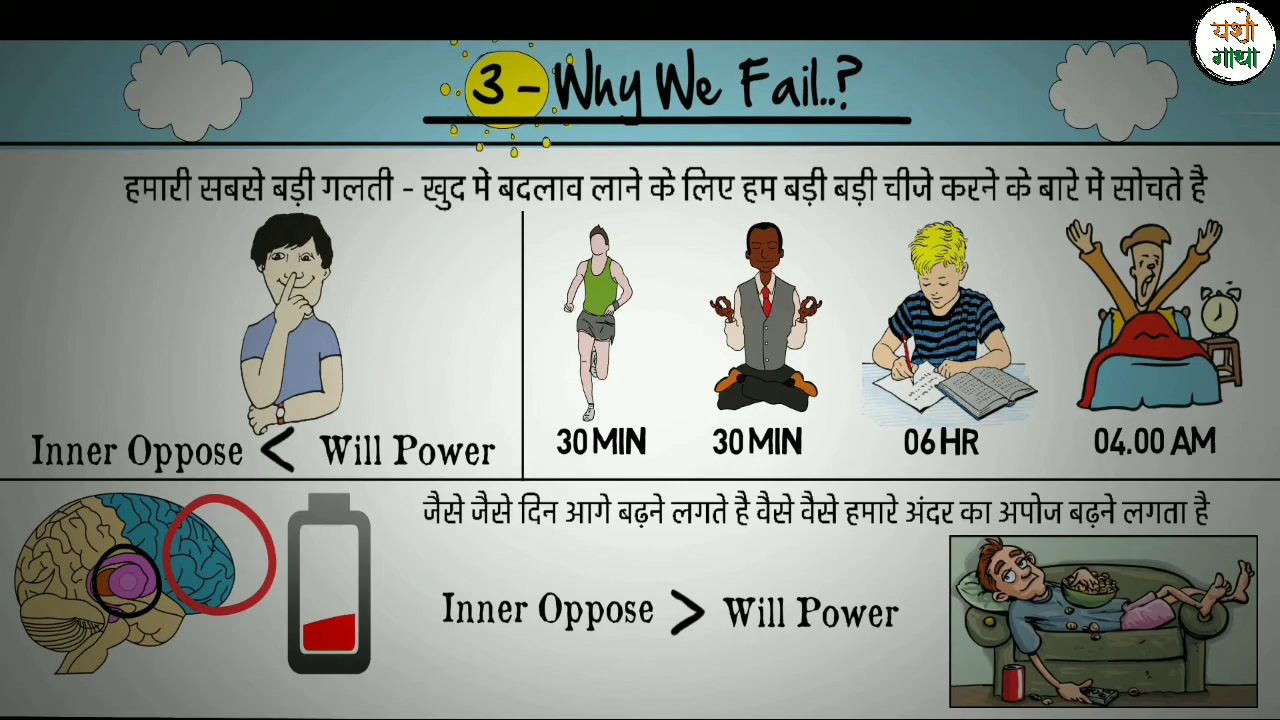 यशो
गाथा
3 - Why We Fail..?
हमारी सबसे बड़ी गलती - खुद में बदलाव लाने के लिए हम बड़ी बड़ी चीजे करने के बारे में सोचते है
Inner Oppose < Will Power
30 MIN
30 MIN
06 HR
04.00 AM
जैसे जैसे दिन आगे बढ़ने लगते है वैसे वैसे हमारे अंदर का अपोज बढ़ने लगता है
Inner Oppose > Will Power